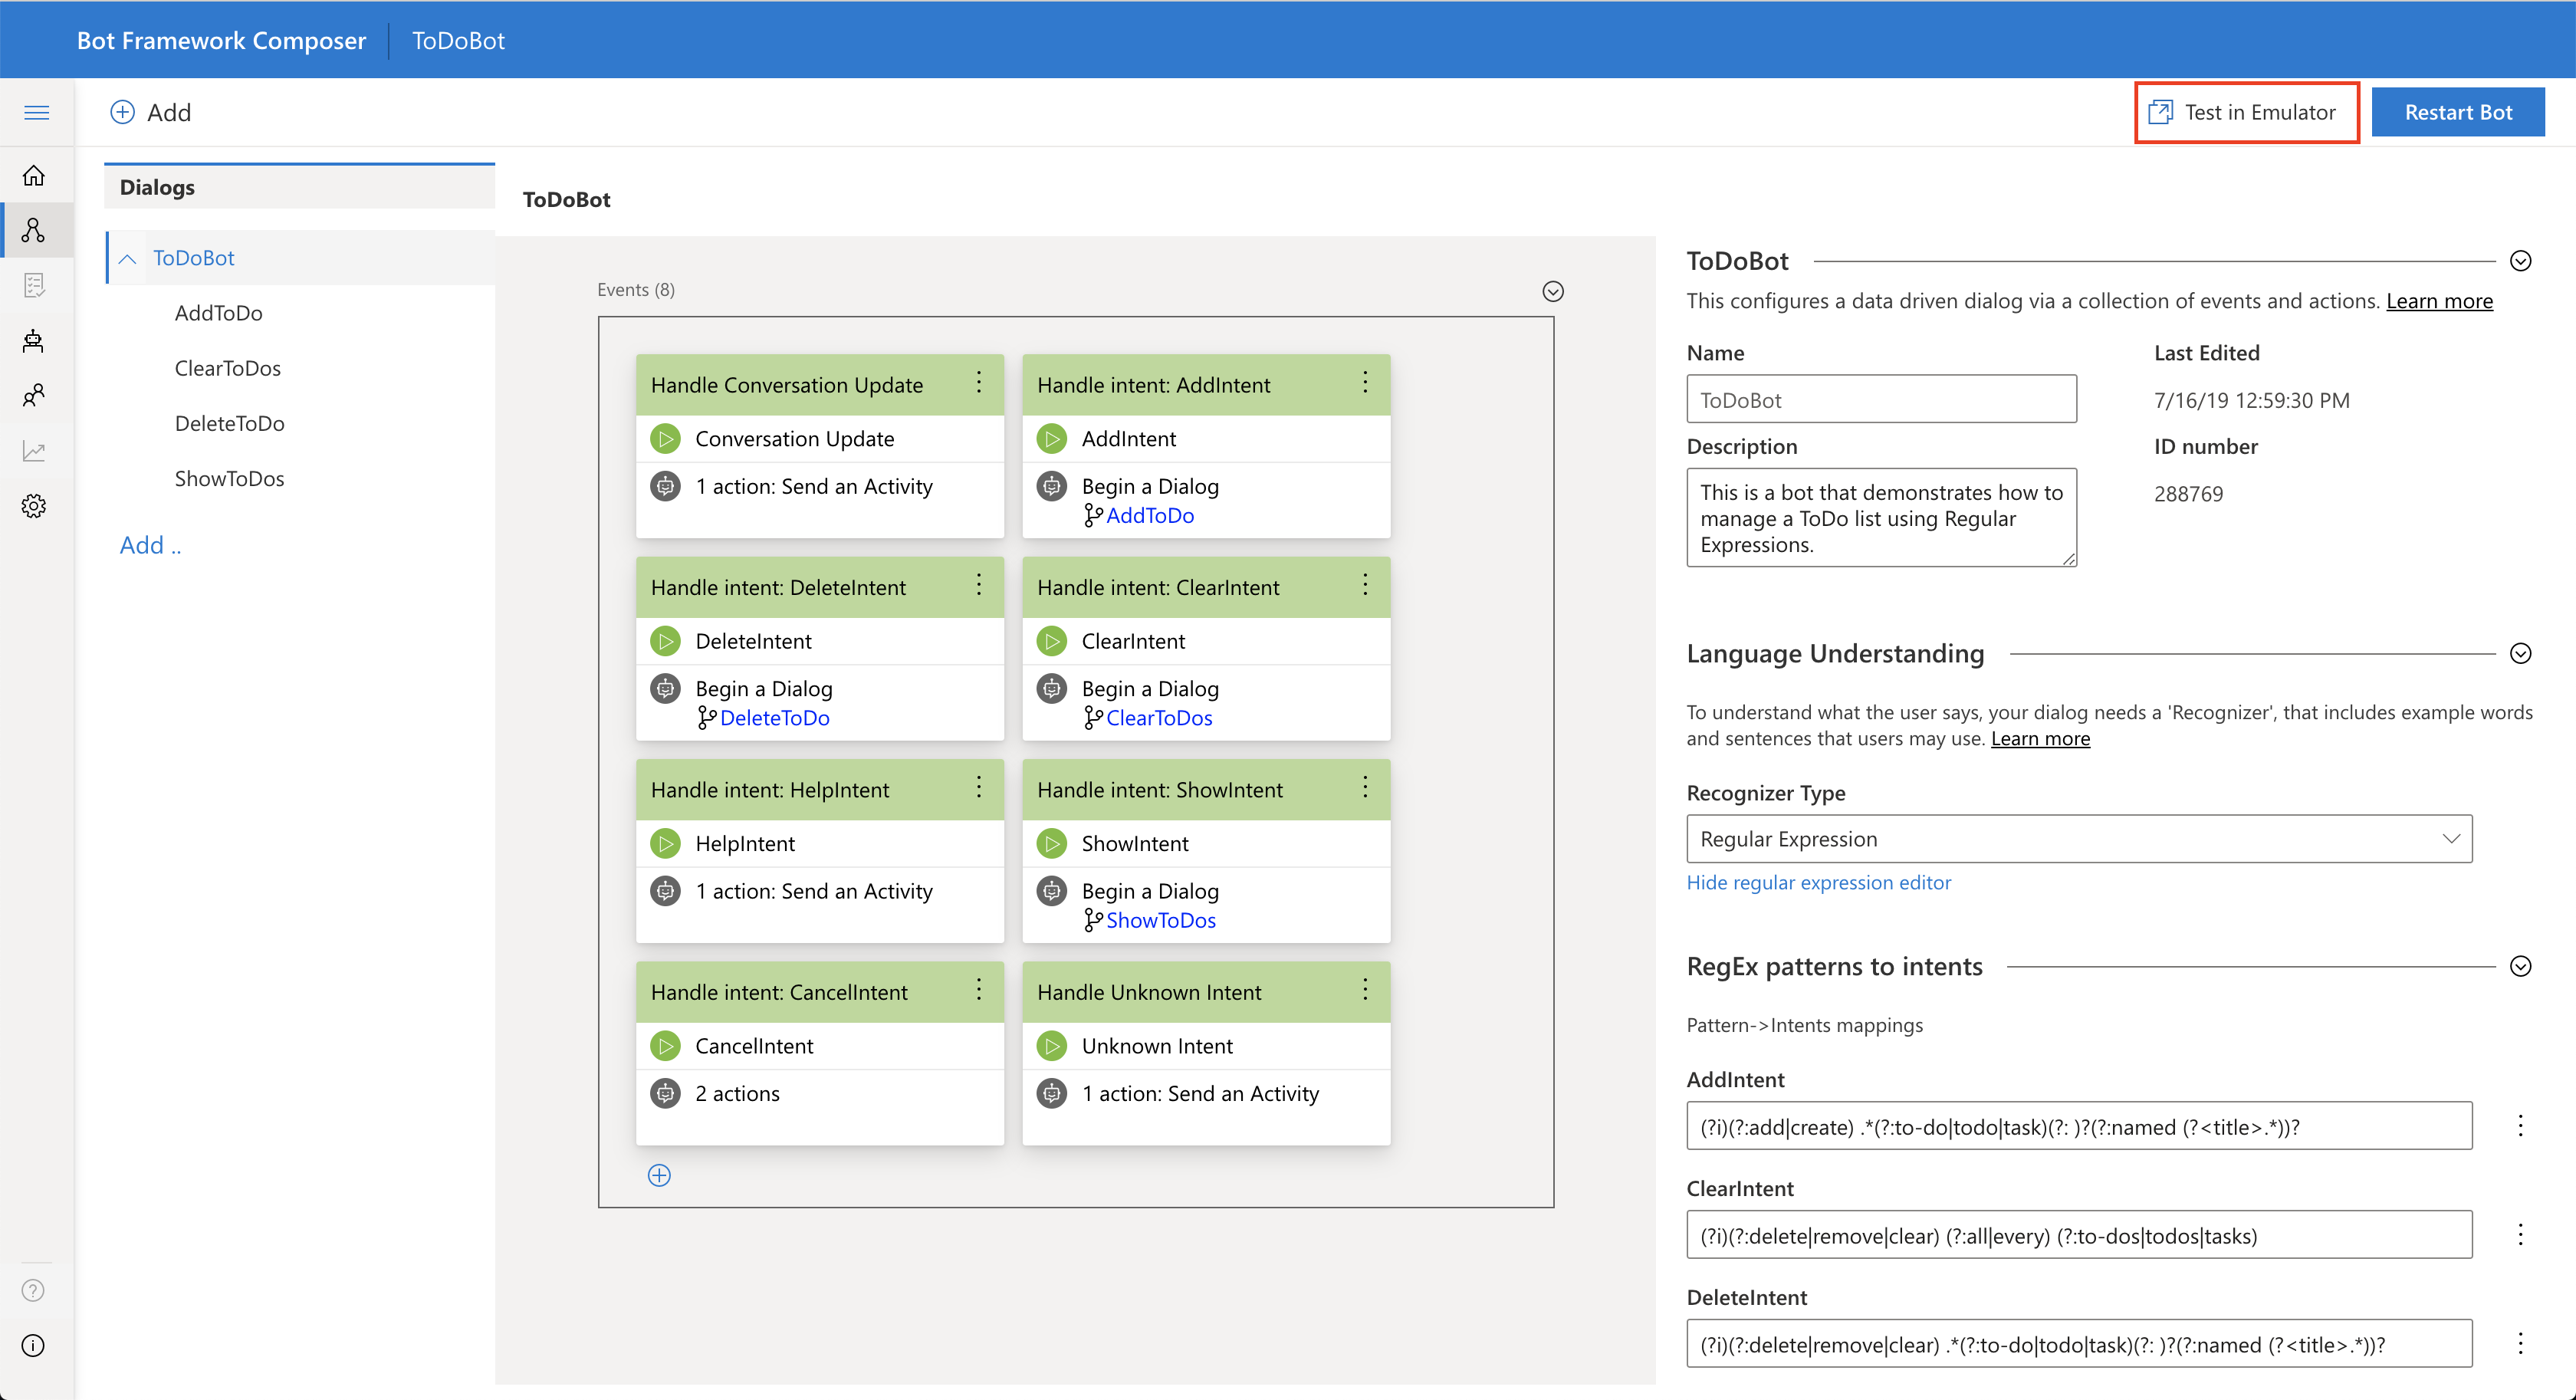 Bot Framework Composer
ToDoBot
Add
Test in Emulator
Restart Bot
Dialogs
ToDoBot
AddToDo
ClearToDos
DeleteToDo
ShowToDos
Add ..
ToDoBot
Events (8)
Handle Conversation Update
Conversation Update
1 action: Send an Activity
Handle intent: AddIntent
AddIntent
Begin a Dialog
AddToDo
Handle intent: DeleteIntent
DeleteIntent
Begin a Dialog
DeleteToDo
Handle intent: ClearIntent
ClearIntent
Begin a Dialog
ClearToDos
Handle intent: HelpIntent
HelpIntent
1 action: Send an Activity
Handle intent: ShowIntent
ShowIntent
Begin a Dialog
ShowToDos
Handle intent: CancelIntent
CancelIntent
2 actions
Handle Unknown Intent
Unknown Intent
1 action: Send an Activity
ToDoBot
This configures a data driven dialog via a collection of events and actions. Learn more
Name
ToDoBot
Last Edited
7/16/19 12:59:30 PM
Description
This is a bot that demonstrates how to
manage a ToDo list using Regular
Expressions.
ID number
288769
Language Understanding
To understand what the user says, your dialog needs a 'Recognizer', that includes example words
and sentences that users may use. Learn more
Recognizer Type
Regular Expression
Hide regular expression editor
RegEx patterns to intents
Pattern->Intents mappings
AddIntent
(?i)(?:add|create) .*(?:to-do|todo|task)(?: )?(?:named (?<title>.*))?
ClearIntent
(?i)(?:delete|remove|clear) (?:all|every) (?:to-dos|todos|tasks)
DeleteIntent
(?i)(?:delete|remove|clear) .*(?:to-do|todo|task)(?: )?(?:named (?<title>.*))?